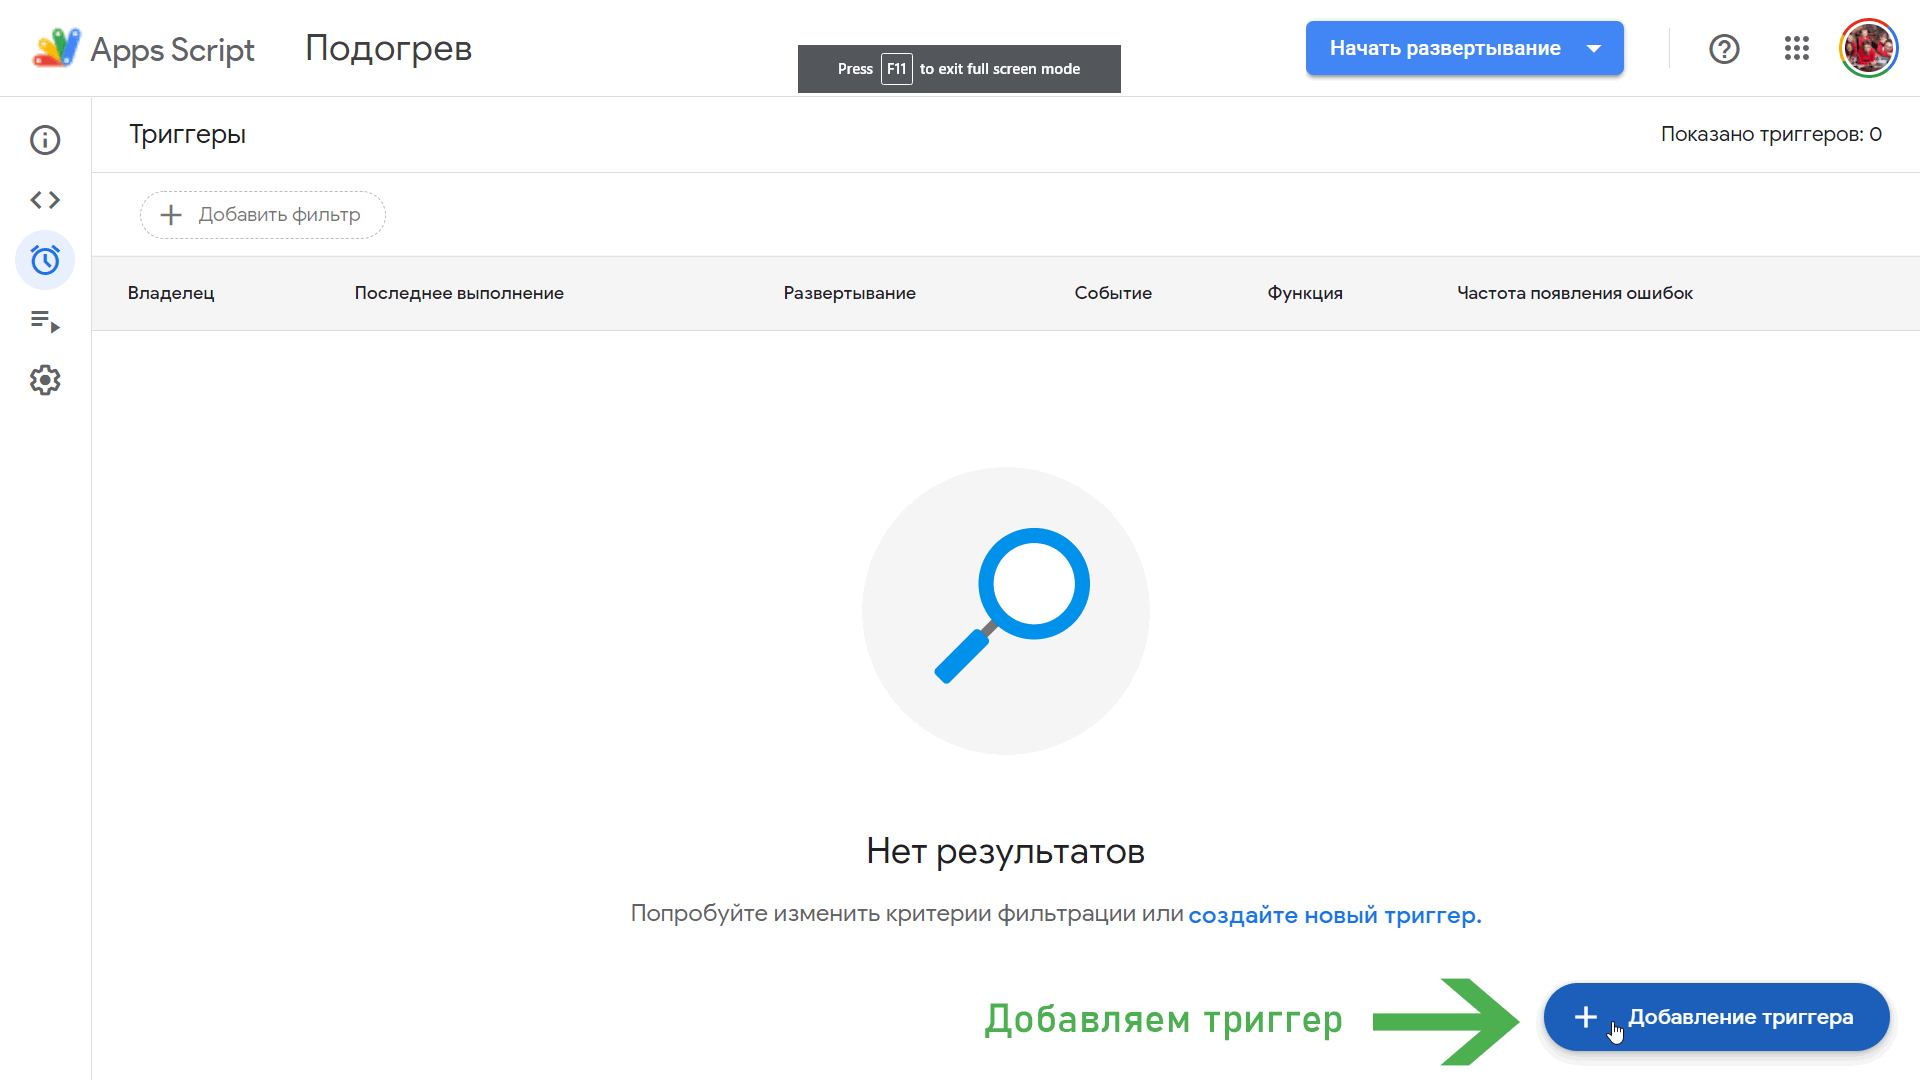 Apps Script
Подогрев
Press F11 to exit full screen mode
Начать развертывание
Триггеры
Показано триггеров: 0
Добавить фильтр
Владелец
Последнее выполнение
Развертывание
Событие
Функция
Частота появления ошибок
Нет результатов
Попробуйте изменить критерии фильтрации или создайте новый триггер.
Добавляем триггер
Добавление триггера